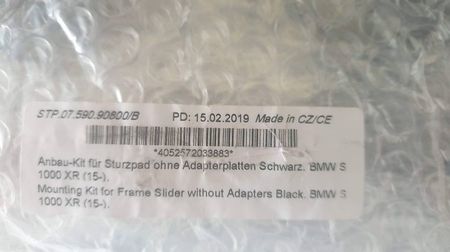 STP.07.590.90800/B PD: 15.02.2019 Made in CZ/CE
*4052572033883*
Anbau-Kit für Sturzpad ohne Adapterplatten Schwarz. BMW S
1000 XR (15-).
Mounting Kit for Frame Slider without Adapters Black. BMW S
1000 XR (15-).